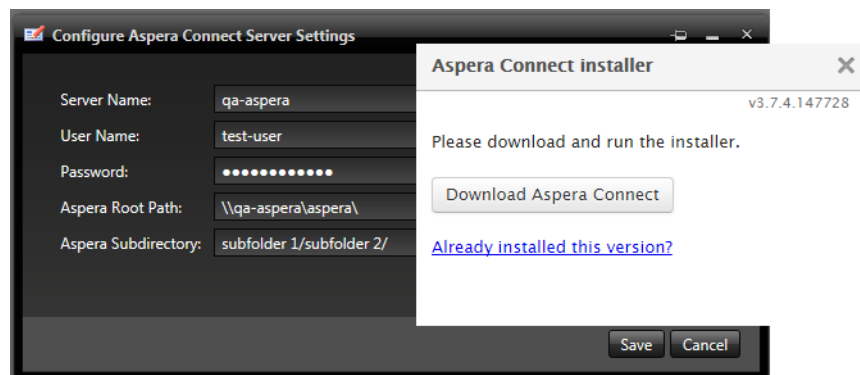 Configure Aspera Connect Server Settings
Server Name: qa-aspera
User Name: test-user
Password: ●●●●●●●●●●●●
Aspera Root Path: \\qa-aspera\aspera\
Aspera Subdirectory: subfolder 1/subfolder 2/
Save Cancel
Aspera Connect installer
v3.7.4.147728
Please download and run the installer.
Download Aspera Connect
Already installed this version?